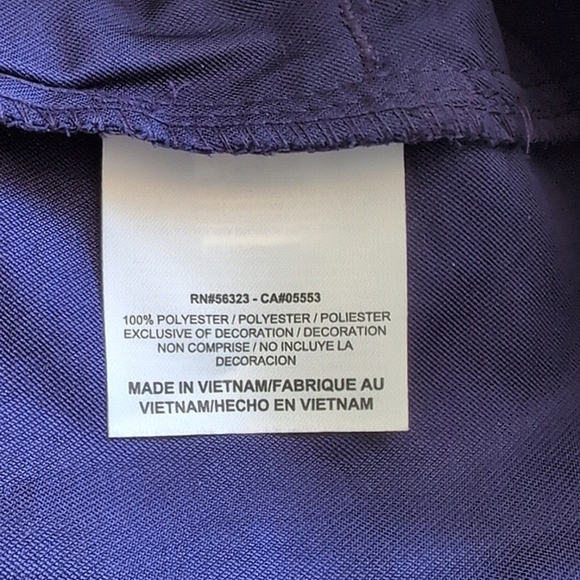 RN#56323 - CA#05553
100% POLYESTER / POLYESTER / POLIESTER
EXCLUSIVE OF DECORATION / DECORATION
NON COMPRISE / NO INCLUYE LA
DECORACION
MADE IN VIETNAM/FABRIQUE AU
VIETNAM/HECHO EN VIETNAM